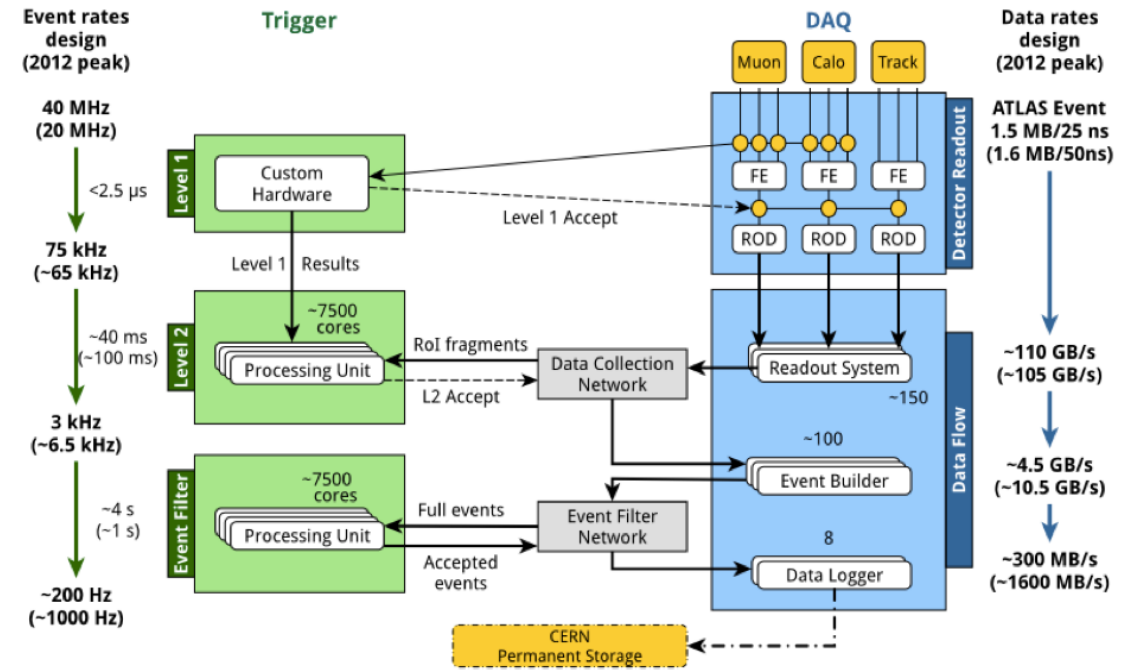 Event rates
design
(2012 peak)
Trigger
DAQ
Data rates
design
(2012 peak)
Muon
Calo
Track
40 MHz
(20 MHz)
ATLAS Event
1.5 MB/25 ns
(1.6 MB/50ns)
<2.5 μs
Level 1
Custom
Hardware
FE
FE
FE
Level 1 Accept
ROD
ROD
ROD
Detector Readout
75 kHz
(~65 kHz)
Level 1 Results
~40 ms
(~100 ms)
Level 2
~7500
cores
Processing Unit
RoI fragments
L2 Accept
Data Collection
Network
Readout System
~150
~110 GB/s
(~105 GB/s)
3 kHz
(~6.5 kHz)
~100
Event Builder
Data Flow
~4.5 GB/s
(~10.5 GB/s)
~4 s
(~1 s)
Event Filter
~7500
cores
Processing Unit
Full events
Accepted
events
Event Filter
Network
8
Data Logger
~300 MB/s
(~1600 MB/s)
~200 Hz
(~1000 Hz)
CERN
Permanent Storage